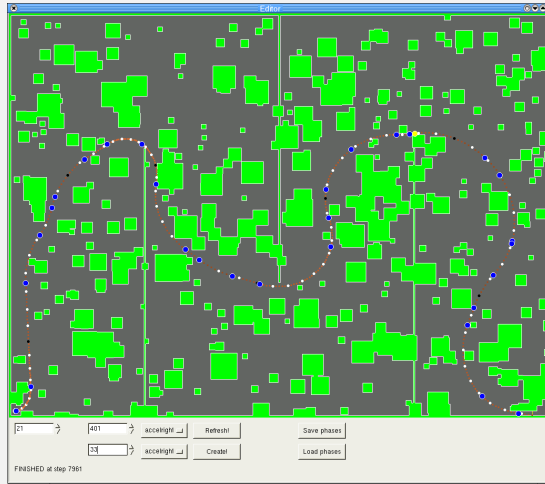 Editor
21 401 accelright Refresh! Save phases
33 accelright Create! Load phases
FINISHED at step 7961